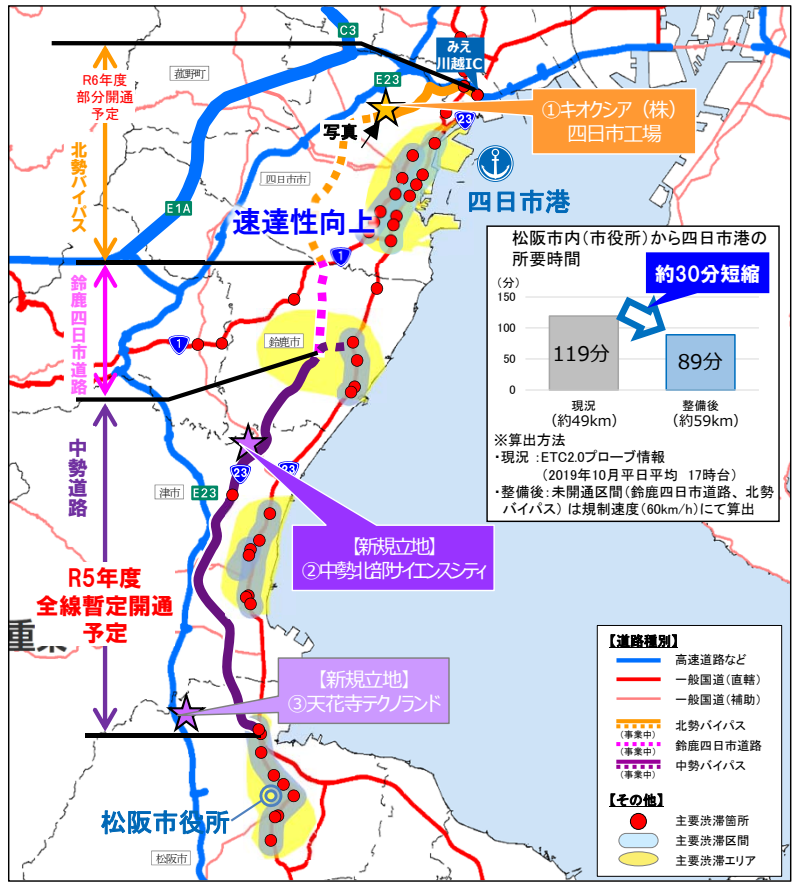 C3
みえ
川越IC
菰野町
E23
R6年度
部分開通
予定
①キオクシア（株）
四日市工場
23
写真
北勢バイパス
四日市市
四日市港
E1A
速達性向上
1
松阪市内（市役所）から四日市港の
所要時間
約30分短縮
（分）
150
100
50
0
119分
89分
現況
（約49km）
整備後
（約59km）
※算出方法
・現況：ETC2.0プローブ情報
（2019年10月平日平均　17時台）
・整備後：未開通区間（鈴鹿四日市道路、北勢
バイパス）は規制速度（60km/h）にて算出
鈴鹿四日市道路
鈴鹿市
1
中勢道路
23
23
津市
E23
【新規立地】
②中勢北部サイエンスシティ
R5年度
全線暫定開通
予定
重
【新規立地】
③天花寺テクノランド
松阪市役所
松阪市
【道路種別】
高速道路など
一般国道（直轄）
一般国道（補助）
北勢バイパス
（事業中）
鈴鹿四日市道路
（事業中）
中勢バイパス
（事業中）
【その他】
主要渋滞箇所
主要渋滞区間
主要渋滞エリア